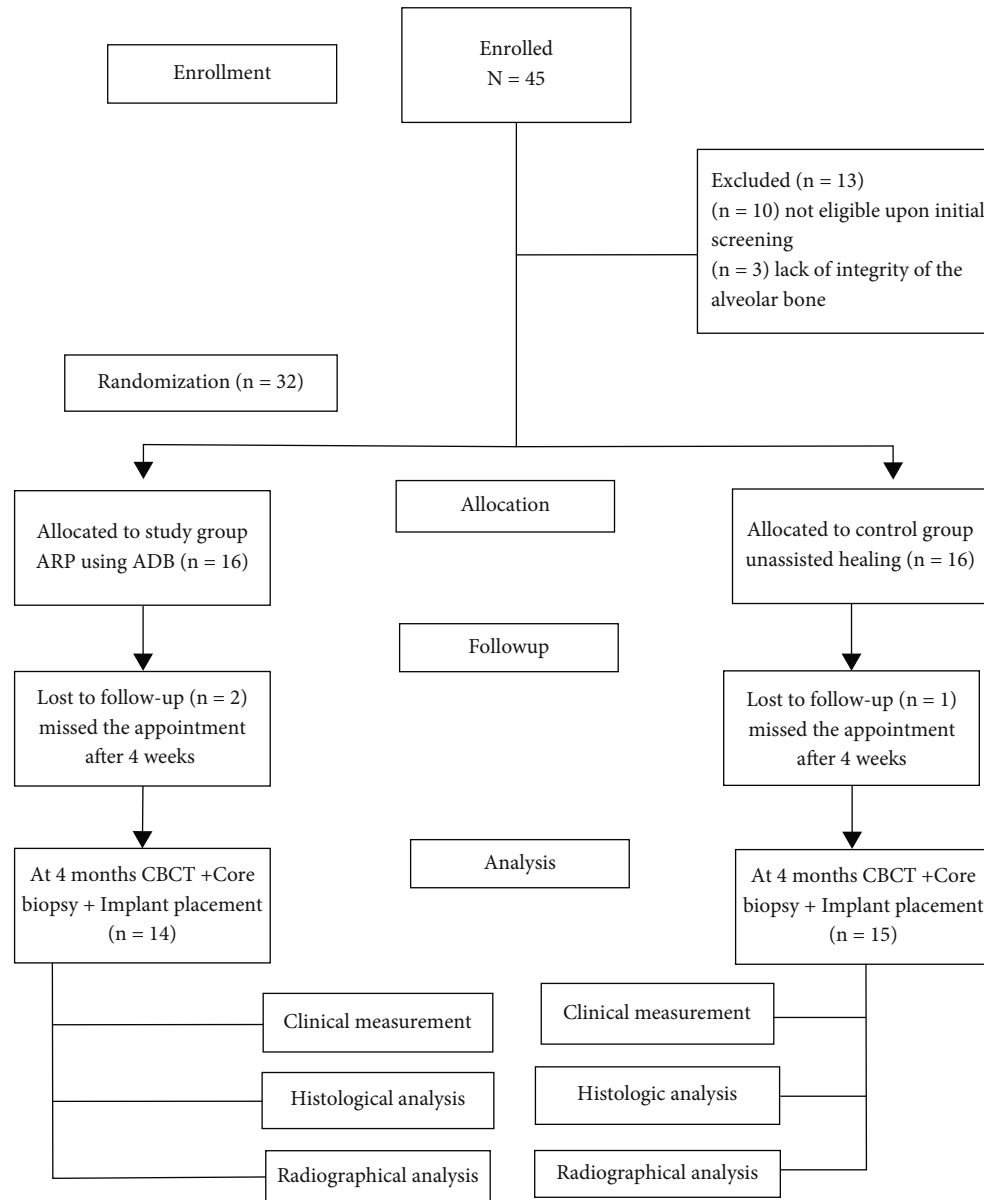 Enrolled
N = 45
Enrollment
Excluded (n = 13)
(n = 10) not eligible upon initial
screening
(n = 3) lack of integrity of the
alveolar bone
Randomization (n = 32)
Allocation
Allocated to study group
ARP using ADB (n = 16)
Allocated to control group
unassisted healing (n = 16)
Followup
Lost to follow-up (n = 2)
missed the appointment
after 4 weeks
Lost to follow-up (n = 1)
missed the appointment
after 4 weeks
Analysis
At 4 months CBCT +Core
biopsy + Implant placement
(n = 14)
At 4 months CBCT +Core
biopsy + Implant placement
(n = 15)
Clinical measurement
Histological analysis
Radiographical analysis
Clinical measurement
Histologic analysis
Radiographical analysis